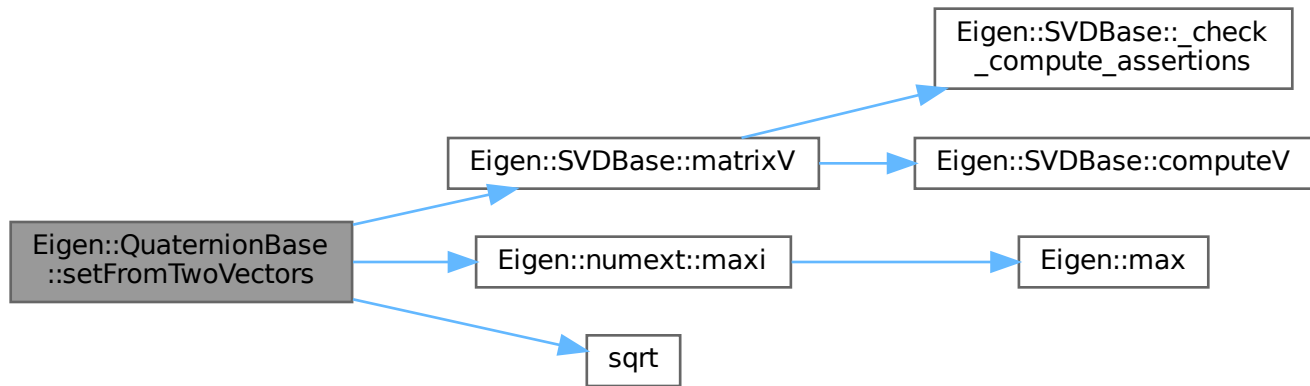 Eigen::SVDBase::_check
_compute_assertions
Eigen::SVDBase::matrixV
Eigen::SVDBase::computeV
Eigen::QuaternionBase
::setFromTwoVectors
Eigen::numext::maxi
Eigen::max
sqrt